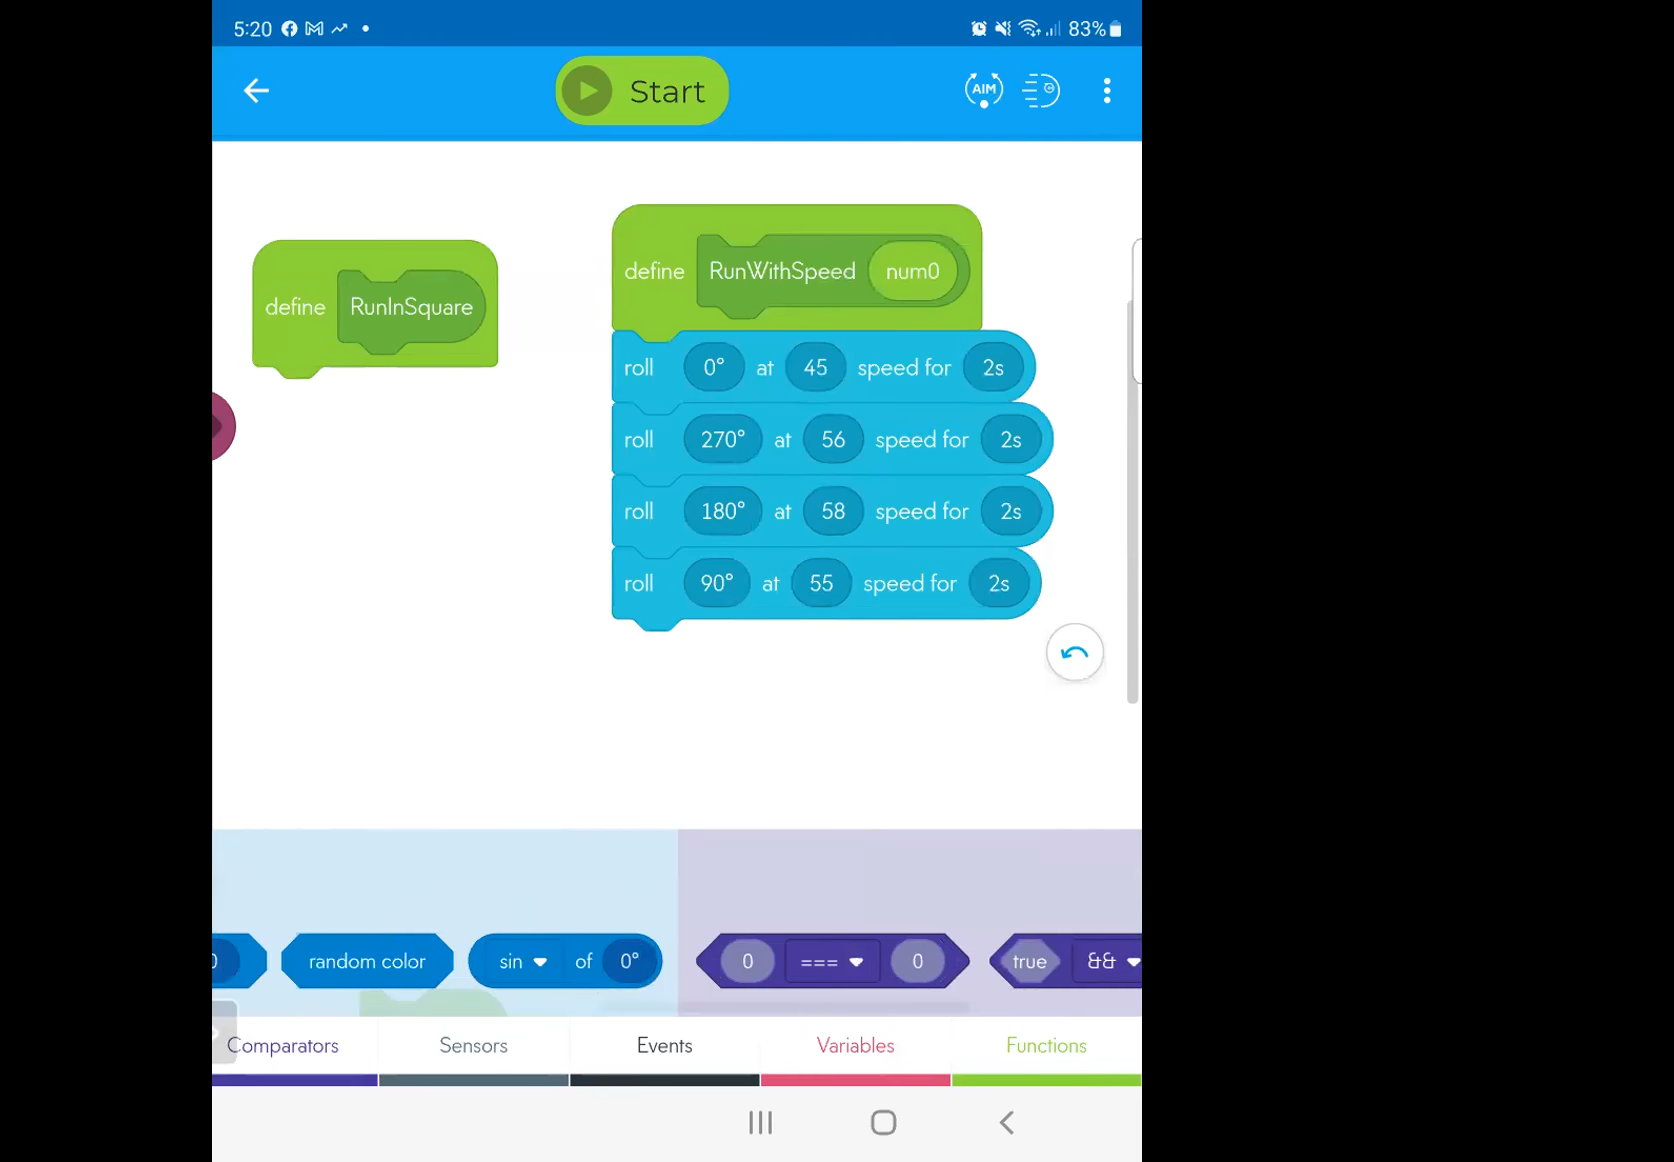 5:20 83%
Start AIM
define RunInSquare
define RunWithSpeed num0
roll 0° at 45 speed for 2s
roll 270° at 56 speed for 2s
roll 180° at 58 speed for 2s
roll 90° at 55 speed for 2s
random color sin of 0° 0 === 0 true &&
Comparators Sensors Events Variables Functions